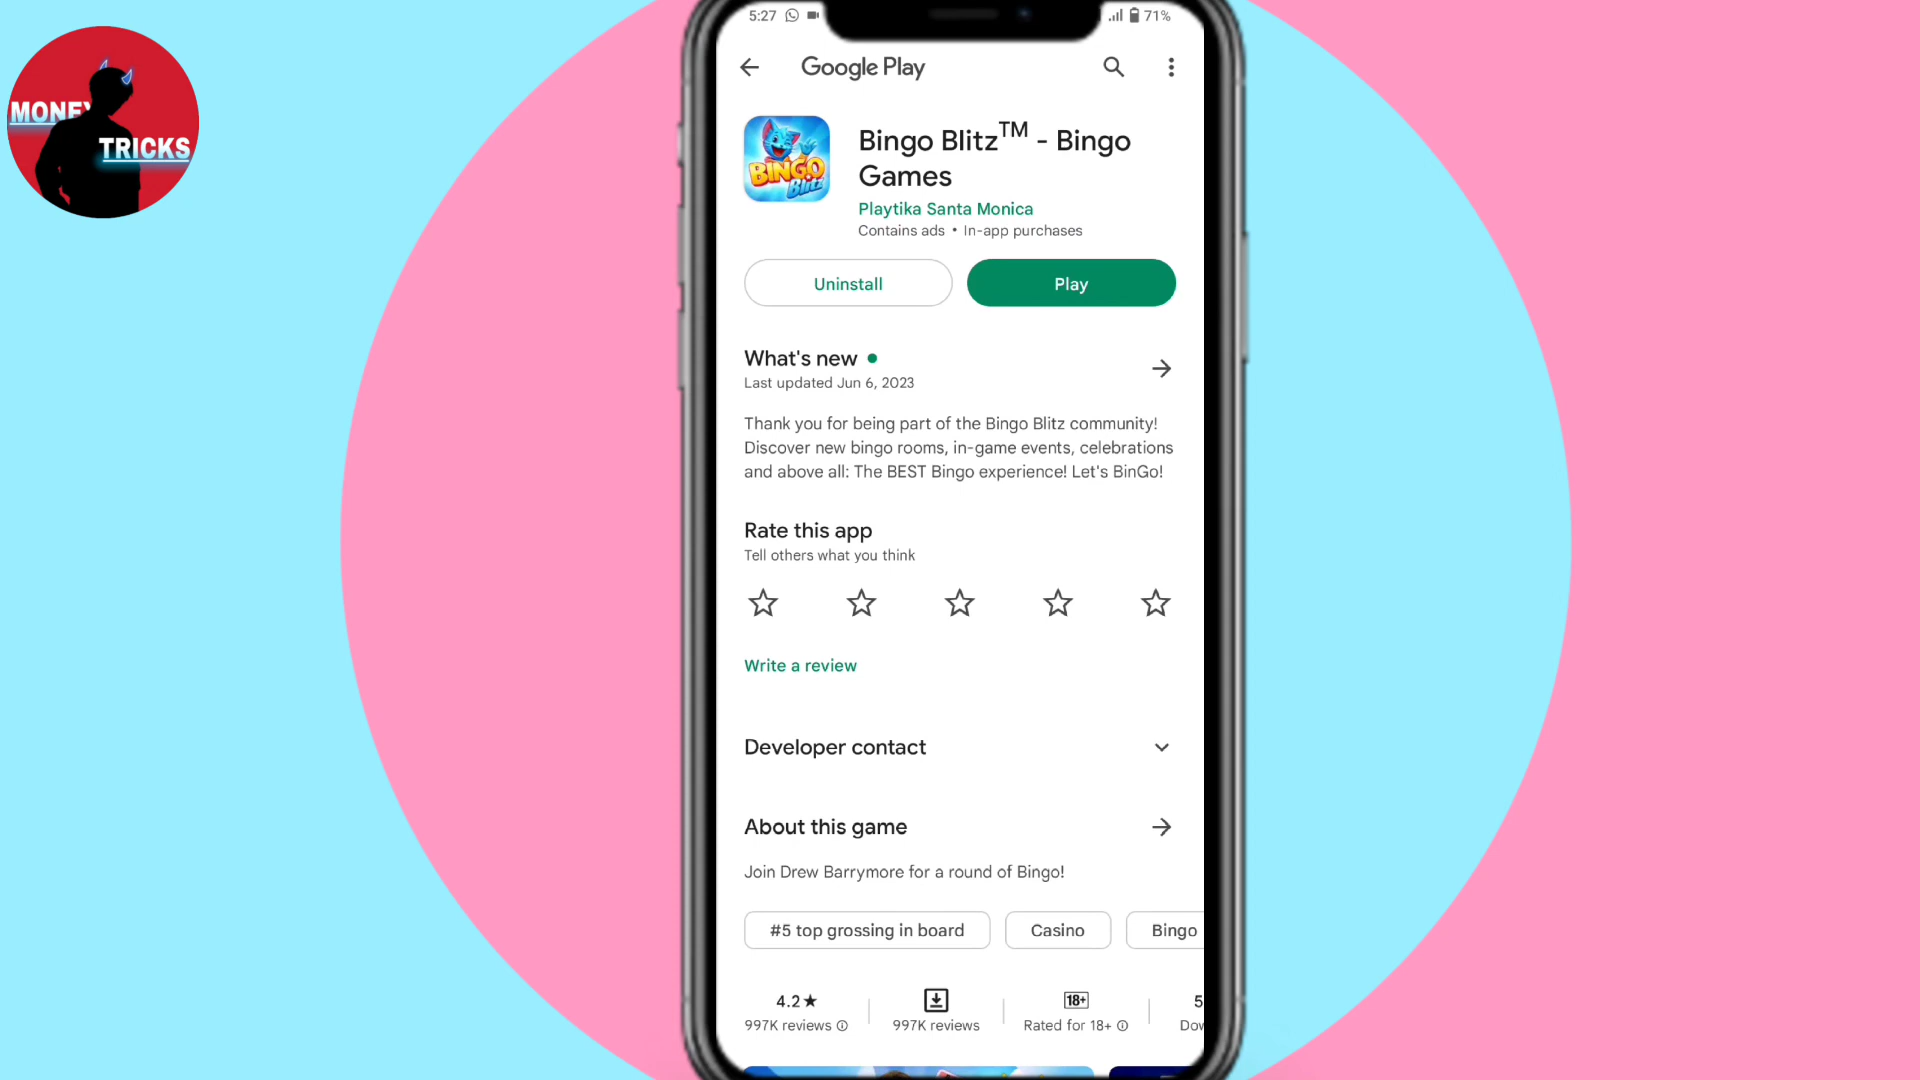 MONEY
TRICKS
5:27
71%
Google Play
BINGO
Blitz
Bingo Blitz™ - Bingo
Games
Playtika Santa Monica
Contains ads • In-app purchases
Uninstall
Play
What's new
Last updated Jun 6, 2023
Thank you for being part of the Bingo Blitz community!
Discover new bingo rooms, in-game events, celebrations
and above all: The BEST Bingo experience! Let's BinGo!
Rate this app
Tell others what you think
Write a review
Developer contact
About this game
Join Drew Barrymore for a round of Bingo!
#5 top grossing in board
Casino
Bingo
4.2★
997K reviews
997K reviews
18+
Rated for 18+
5
Dow